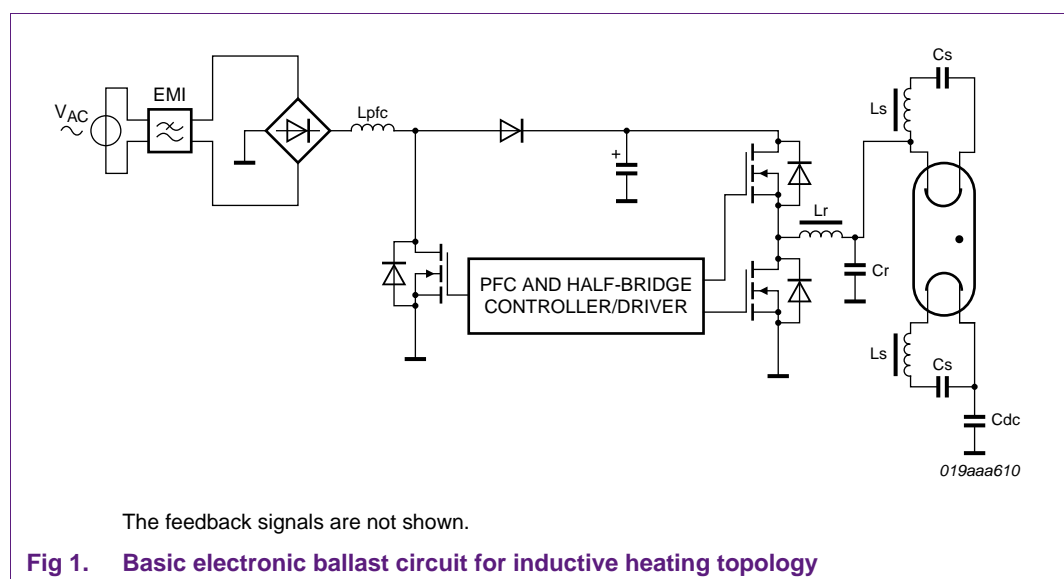 Cs
EMI
Ls
VAC
~
Lpfc
+
Lr
Cr
PFC AND HALF-BRIDGE
CONTROLLER/DRIVER
Ls
Cs
Cdc
019aaa610
The feedback signals are not shown.
Fig 1. Basic electronic ballast circuit for inductive heating topology